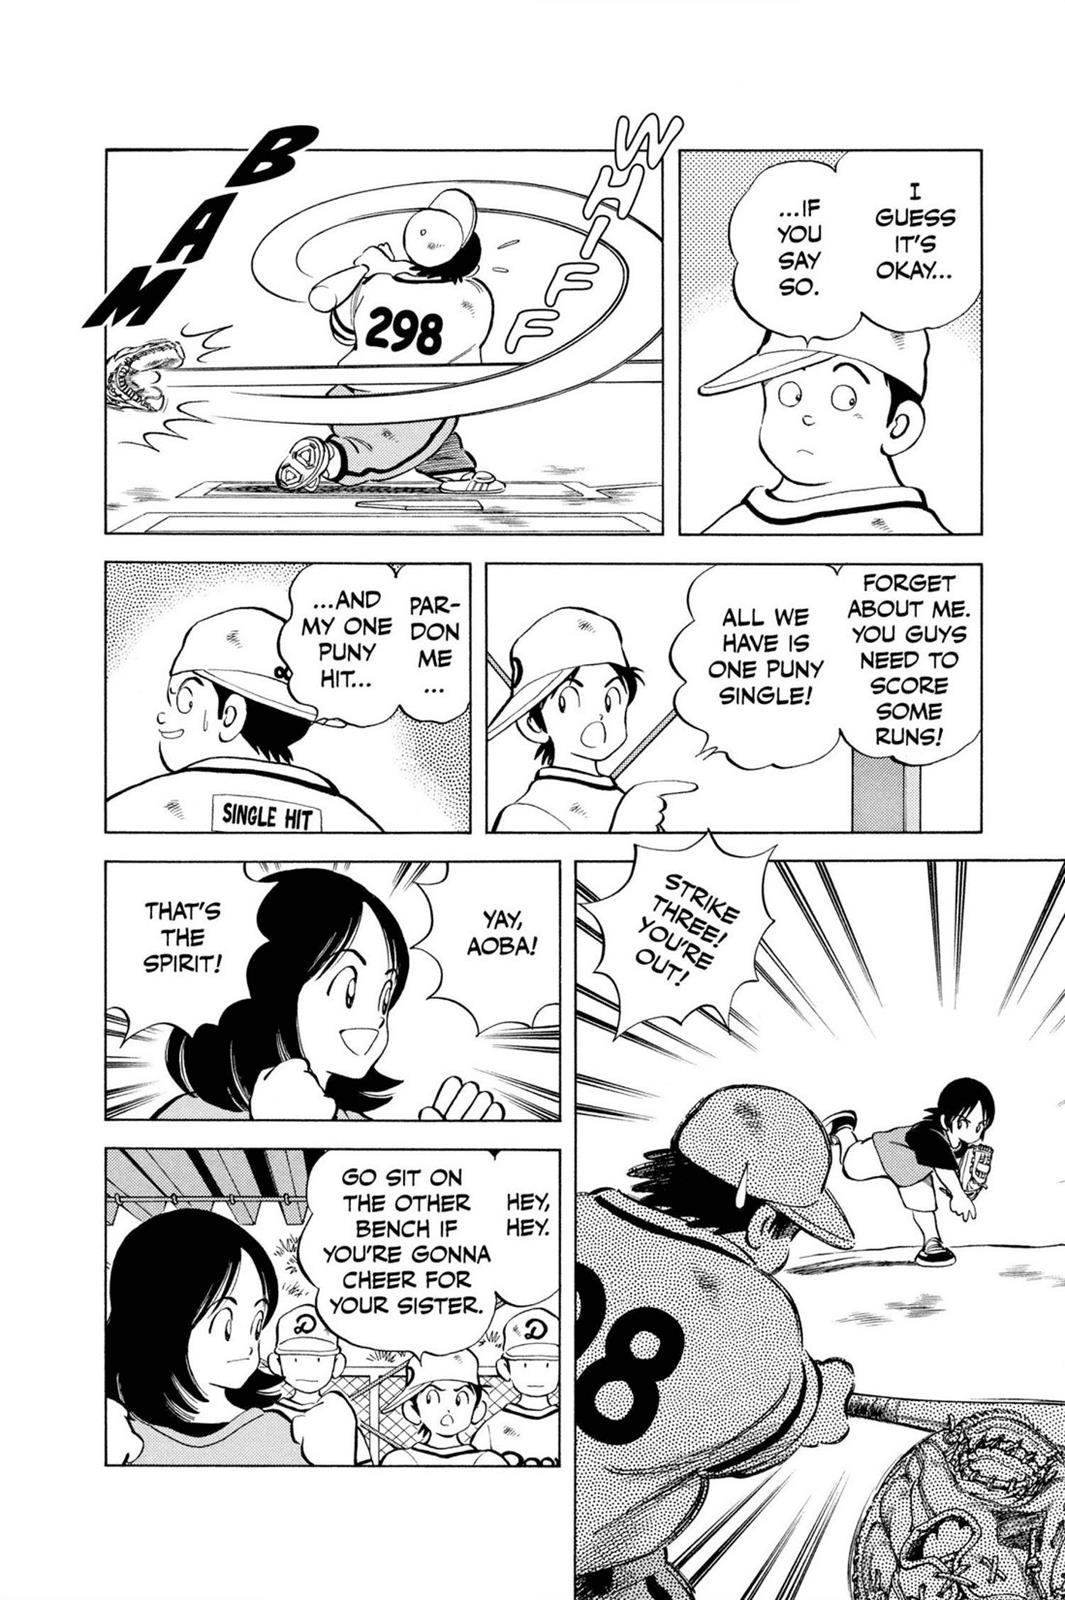 I
GUESS
IT'S
OKAY...
...IF
YOU
SAY
SO.
WHIFF
BAM
298
FORGET
ABOUT ME.
YOU GUYS
NEED TO
SCORE
SOME
RUNS!
ALL WE
HAVE IS
ONE PUNY
SINGLE!
PAR-
DON
ME
...
...AND
MY ONE
PUNY
HIT...
SINGLE HIT
STRIKE
THREE!
YOU'RE
OUT!
98
YAY,
AOBA!
THAT'S
THE
SPIRIT!
HEY,
HEY.
GO SIT ON
THE OTHER
BENCH IF
YOU'RE GONNA
CHEER FOR
YOUR SISTER.
D
D